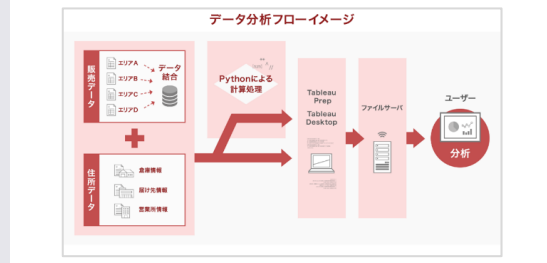 データ分析フローイメージ
販売データ
エリアA
エリアB
エリアC
エリアD
データ
結合
住所データ
倉庫情報
届け先情報
営業所情報
Pythonによる
計算処理
Tableau
Prep
Tableau
Desktop
ファイルサーバ
ユーザー
分析